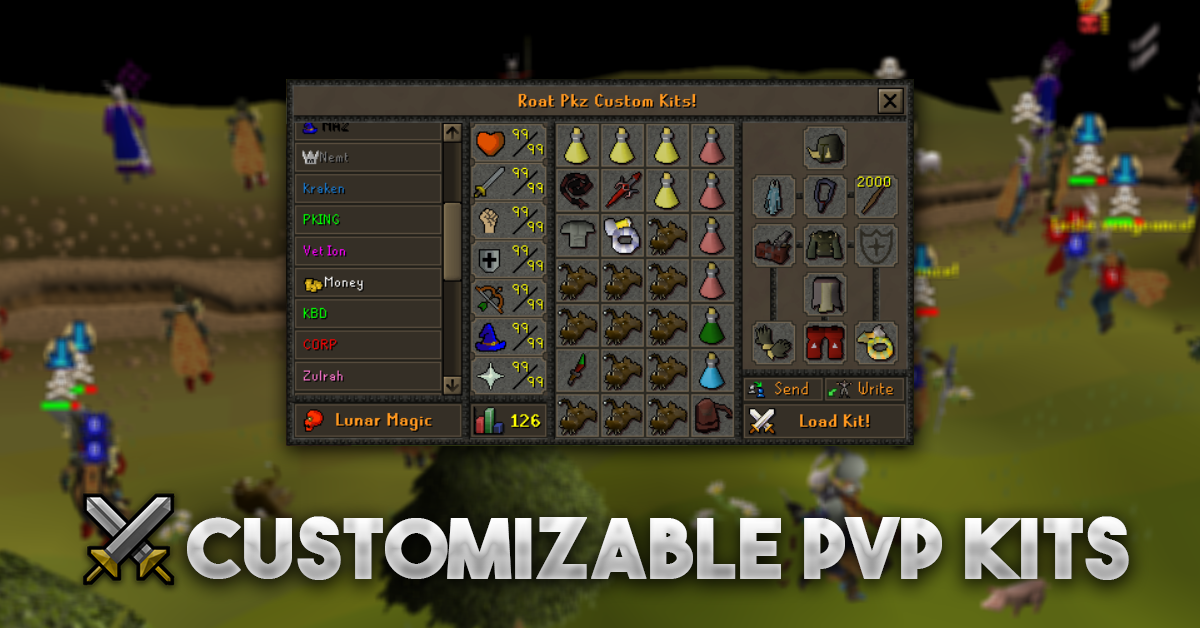 Roat Pkz Custom Kits!
Nemt
Kraken
PKING
Vet Ion
Money
KBD
CORP
Zulrah
Lunar Magic
99/99
99/99
99/99
99/99
99/99
99/99
99/99
126
2000
Send
Write
Load Kit!
CUSTOMIZABLE PVP KITS